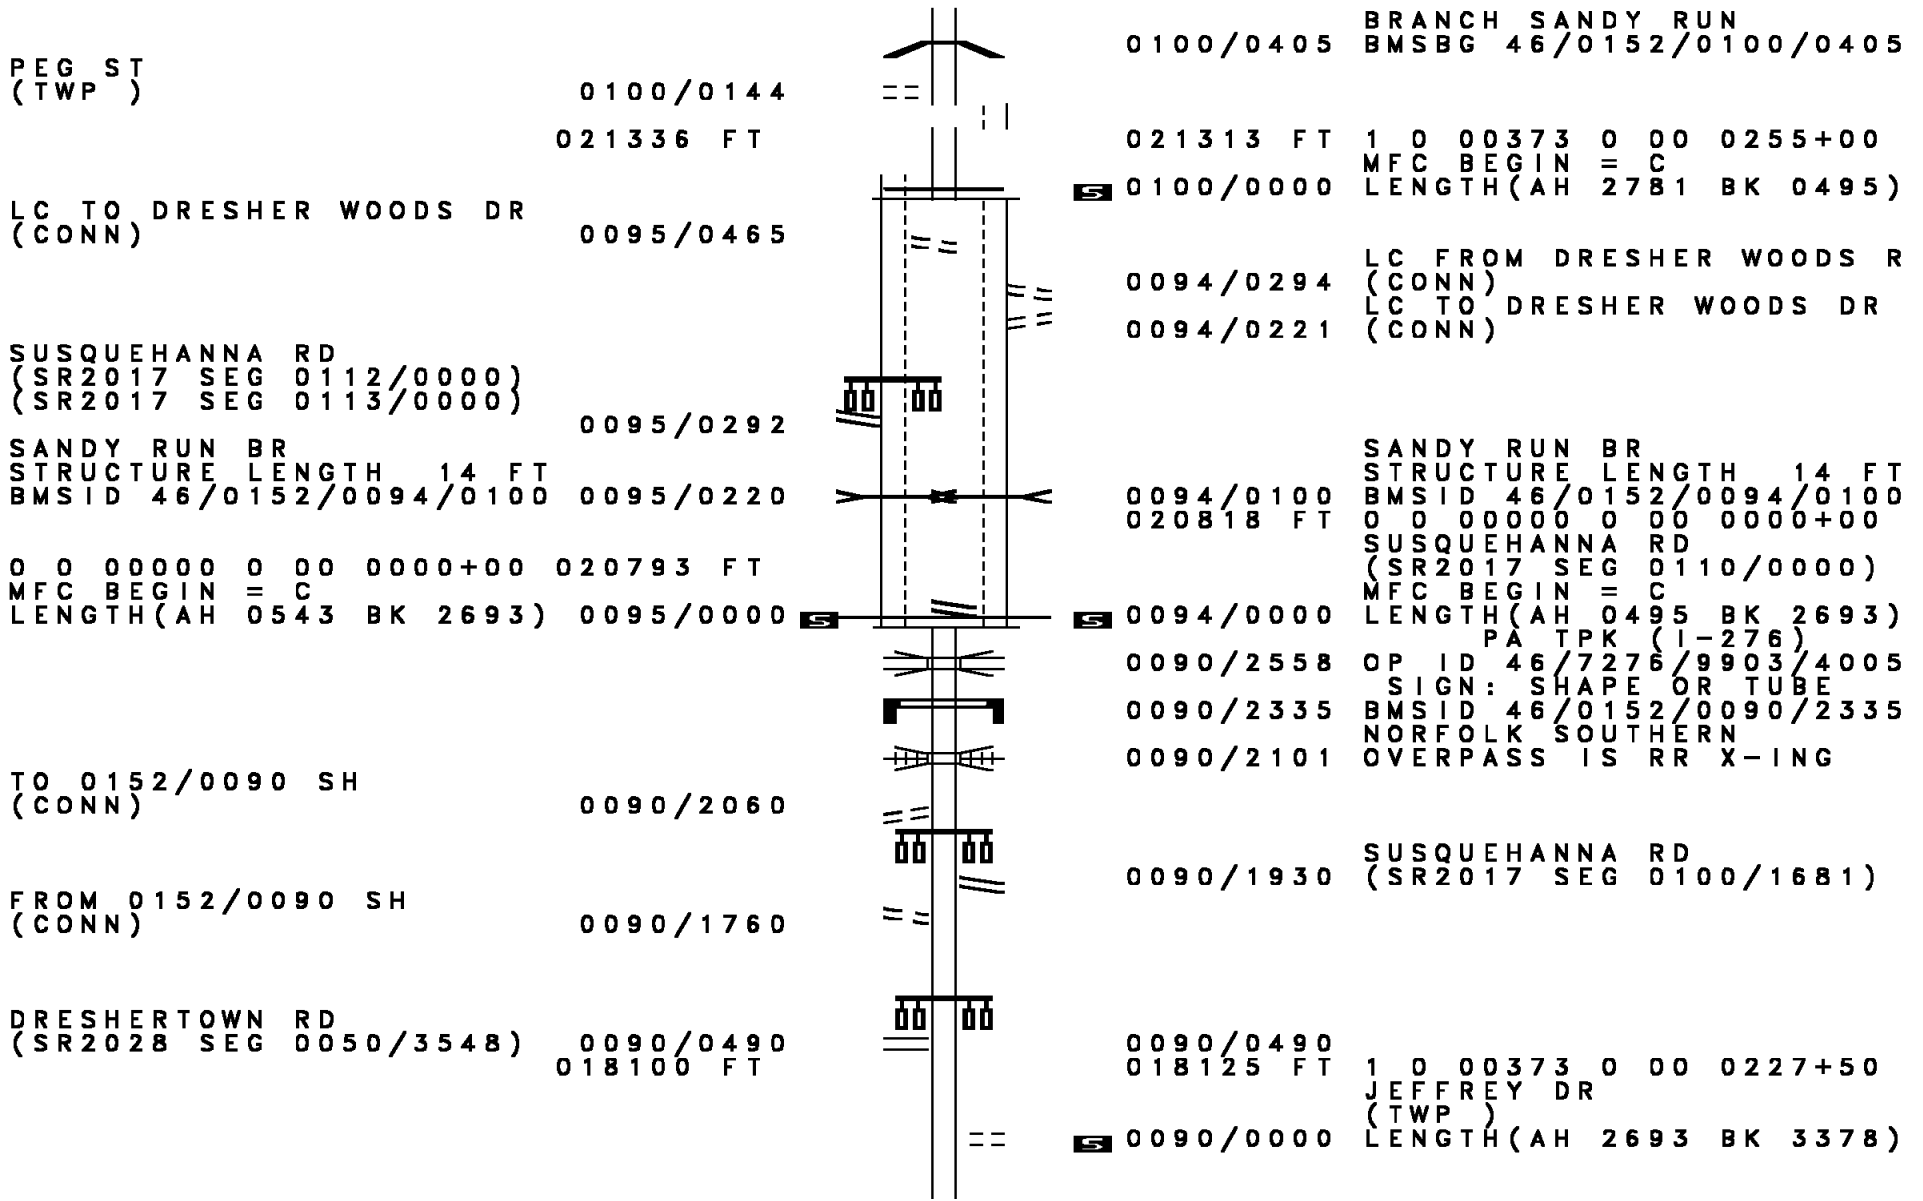 BRANCH SANDY RUN
0100/0405 BMSBG 46/0152/0100/0405
PEG ST
(TWP )
0100/0144
021336 FT
021313 FT 1 0 00373 0 00 0255+00
MFC BEGIN = C
S 0100/0000 LENGTH(AH 2781 BK 0495)
LC TO DRESHER WOODS DR
(CONN) 0095/0465
LC FROM DRESHER WOODS R
0094/0294 (CONN)
LC TO DRESHER WOODS DR
0094/0221 (CONN)
SUSQUEHANNA RD
(SR2017 SEG 0112/0000)
(SR2017 SEG 0113/0000)
0095/0292
SANDY RUN BR
STRUCTURE LENGTH 14 FT
BMSID 46/0152/0094/0100 0095/0220
SANDY RUN BR
STRUCTURE LENGTH 14 FT
0094/0100 BMSID 46/0152/0094/0100
020818 FT 0 0 00000 0 00 0000+00
SUSQUEHANNA RD
(SR2017 SEG 0110/0000)
MFC BEGIN = C
S 0094/0000 LENGTH(AH 0495 BK 2693)
0 0 00000 0 00 0000+00 020793 FT
MFC BEGIN = C
LENGTH(AH 0543 BK 2693) 0095/0000 S
PA TPK (I-276)
0090/2558 OP ID 46/7276/9903/4005
SIGN: SHAPE OR TUBE
0090/2335 BMSID 46/0152/0090/2335
NORFOLK SOUTHERN
0090/2101 OVERPASS IS RR X-ING
TO 0152/0090 SH
(CONN) 0090/2060
SUSQUEHANNA RD
0090/1930 (SR2017 SEG 0100/1681)
FROM 0152/0090 SH
(CONN) 0090/1760
DRESHERTOWN RD
(SR2028 SEG 0050/3548) 0090/0490
018100 FT
0090/0490
018125 FT 1 0 00373 0 00 0227+50
JEFFREY DR
(TWP )
S 0090/0000 LENGTH(AH 2693 BK 3378)